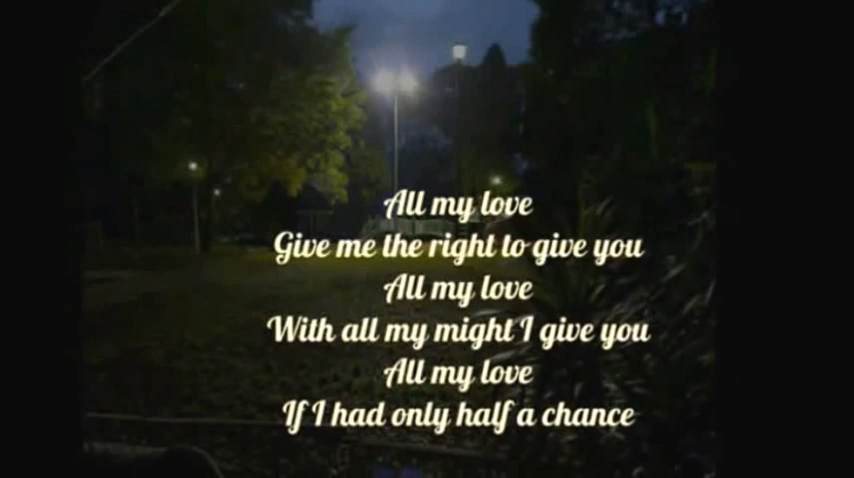 All my love
Give me the right to give you
All my love
With all my might I give you
All my love
If I had only half a chance